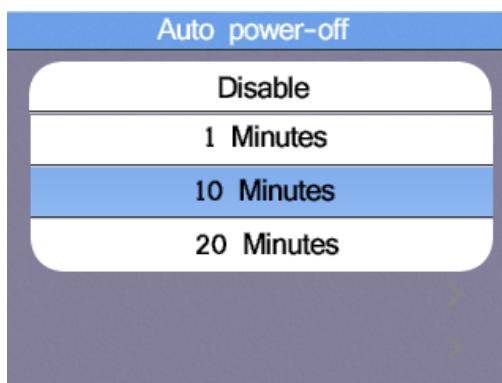 Auto power-off
Disable
1 Minutes
10 Minutes
20 Minutes